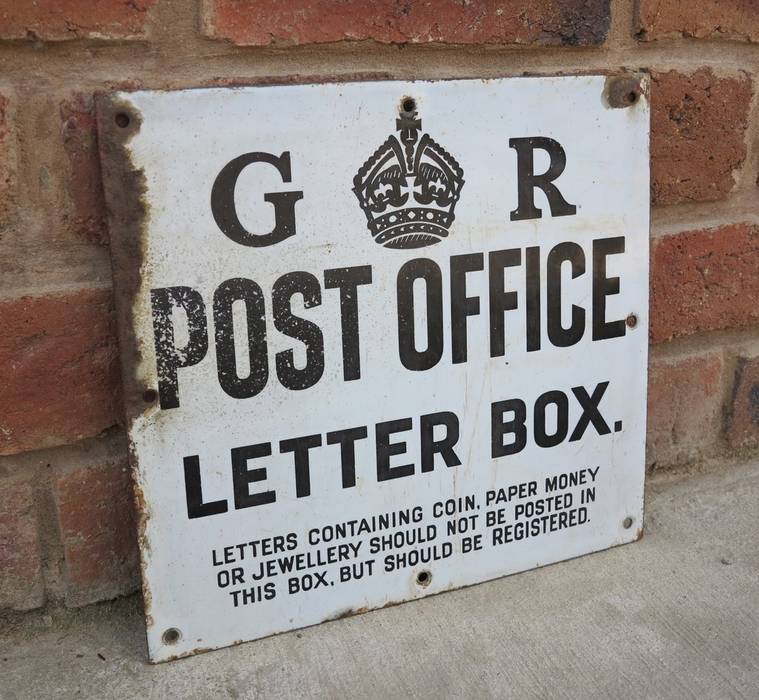 G R
POST OFFICE
LETTER BOX.
LETTERS CONTAINING COIN, PAPER MONEY
OR JEWELLERY SHOULD NOT BE POSTED IN
THIS BOX, BUT SHOULD BE REGISTERED.